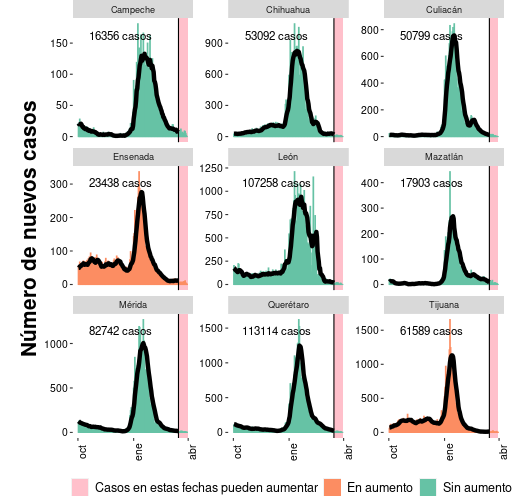 Número de nuevos casos
Campeche
Chihuahua
Culiacán
16356 casos
53092 casos
50799 casos
150
100
50
0
900
600
300
0
800
600
400
200
0
Ensenada
León
Mazatlán
23438 casos
107258 casos
17903 casos
300
200
100
0
1250
1000
750
500
250
0
400
300
200
100
0
Mérida
Querétaro
Tijuana
82742 casos
113114 casos
61589 casos
1000
500
0
1500
1000
500
0
1500
1000
500
0
oct
ene
abr
oct
ene
abr
oct
ene
abr
Casos en estas fechas pueden aumentar
En aumento
Sin aumento